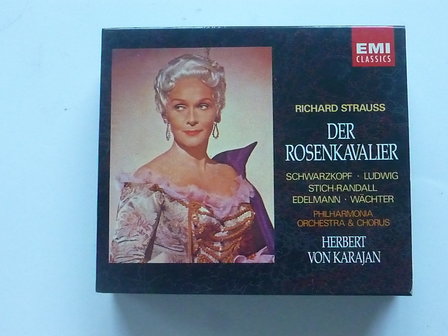 EMI
CLASSICS
RICHARD STRAUSS
DER
ROSENKAVALIER
SCHWARZKOPF · LUDWIG
STICH-RANDALL
EDELMANN · WÄCHTER
PHILHARMONIA
ORCHESTRA & CHORUS
HERBERT
VON KARAJAN